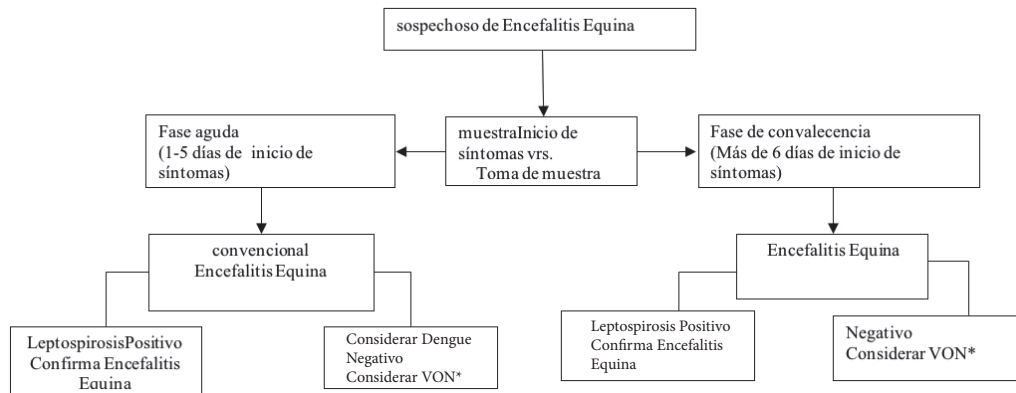 sospechoso de Encefalitis Equina
Fase aguda
(1-5 días de inicio de
síntomas)
muestraInicio de
síntomas vrs.
Toma de muestra
Fase de convalecencia
(Más de 6 días de inicio de
síntomas)
convencional
Encefalitis Equina
Encefalitis Equina
LeptospirosisPositivo
Confirma Encefalitis
Equina
Considerar Dengue
Negativo
Considerar VON*
Leptospirosis Positivo
Confirma Encefalitis
Equina
Negativo
Considerar VON*